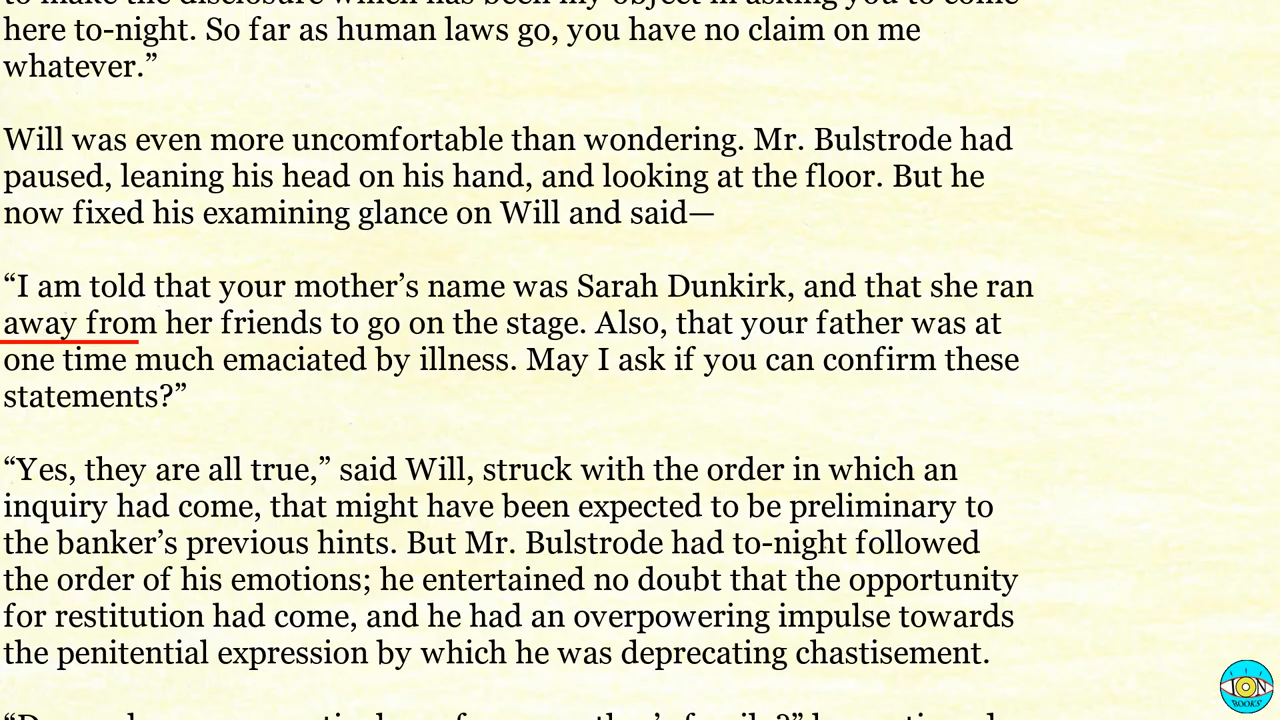 here to-night. So far as human laws go, you have no claim on me
whatever.”
Will was even more uncomfortable than wondering. Mr. Bulstrode had
paused, leaning his head on his hand, and looking at the floor. But he
now fixed his examining glance on Will and said—
“I am told that your mother’s name was Sarah Dunkirk, and that she ran
away from her friends to go on the stage. Also, that your father was at
one time much emaciated by illness. May I ask if you can confirm these
statements?”
“Yes, they are all true,” said Will, struck with the order in which an
inquiry had come, that might have been expected to be preliminary to
the banker’s previous hints. But Mr. Bulstrode had to-night followed
the order of his emotions; he entertained no doubt that the opportunity
for restitution had come, and he had an overpowering impulse towards
the penitential expression by which he was deprecating chastisement.
ION
BOOKS